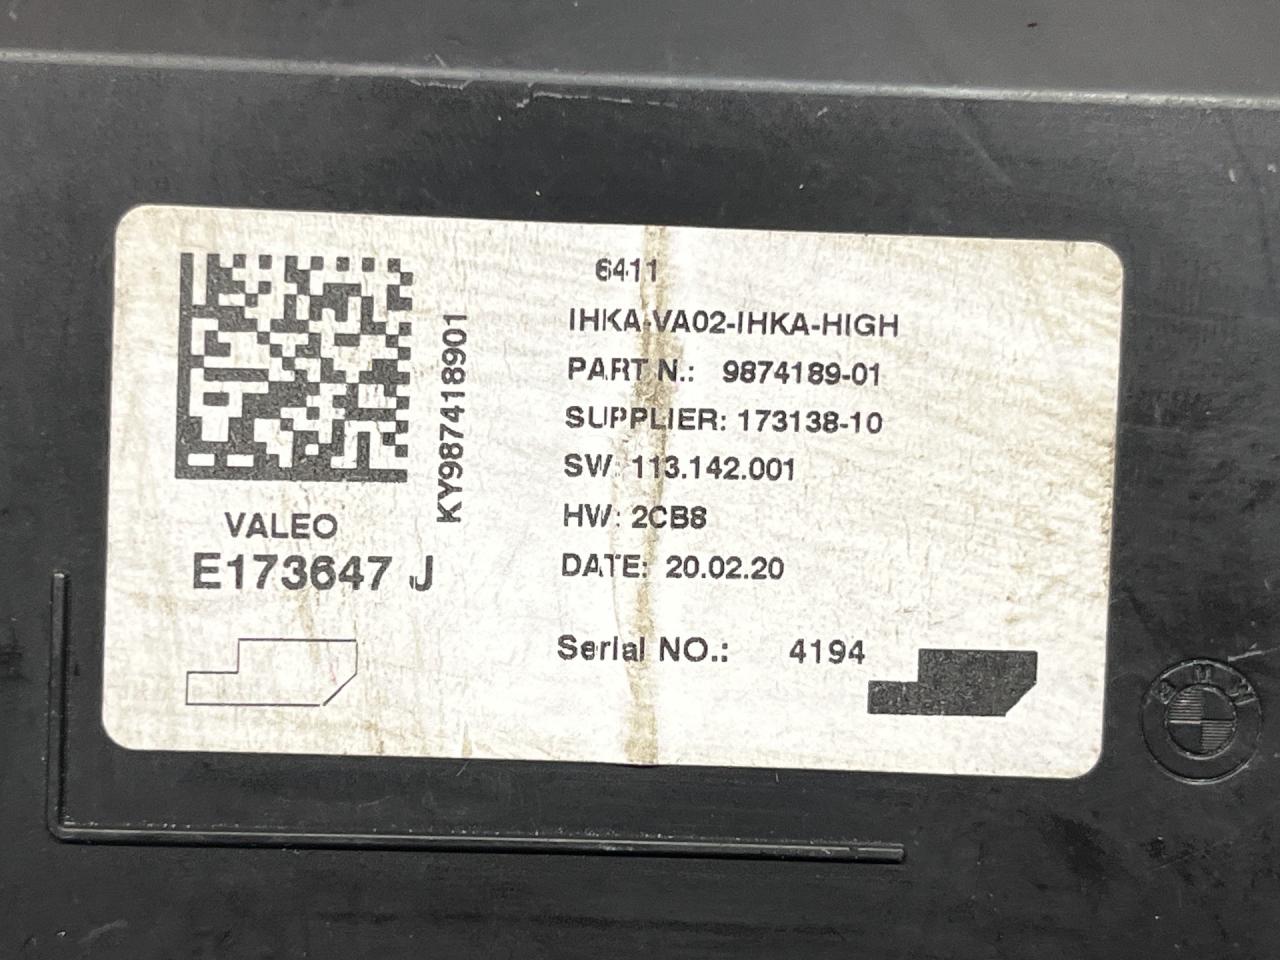 6411
IHKA-VA02-IHKA-HIGH
PART N.: 9874189-01
SUPPLIER: 173138-10
SW: 113.142.001
HW: 2CB8
DATE: 20.02.20
Serial NO.: 4194
KY987418901
VALEO
E173647 J
BMW